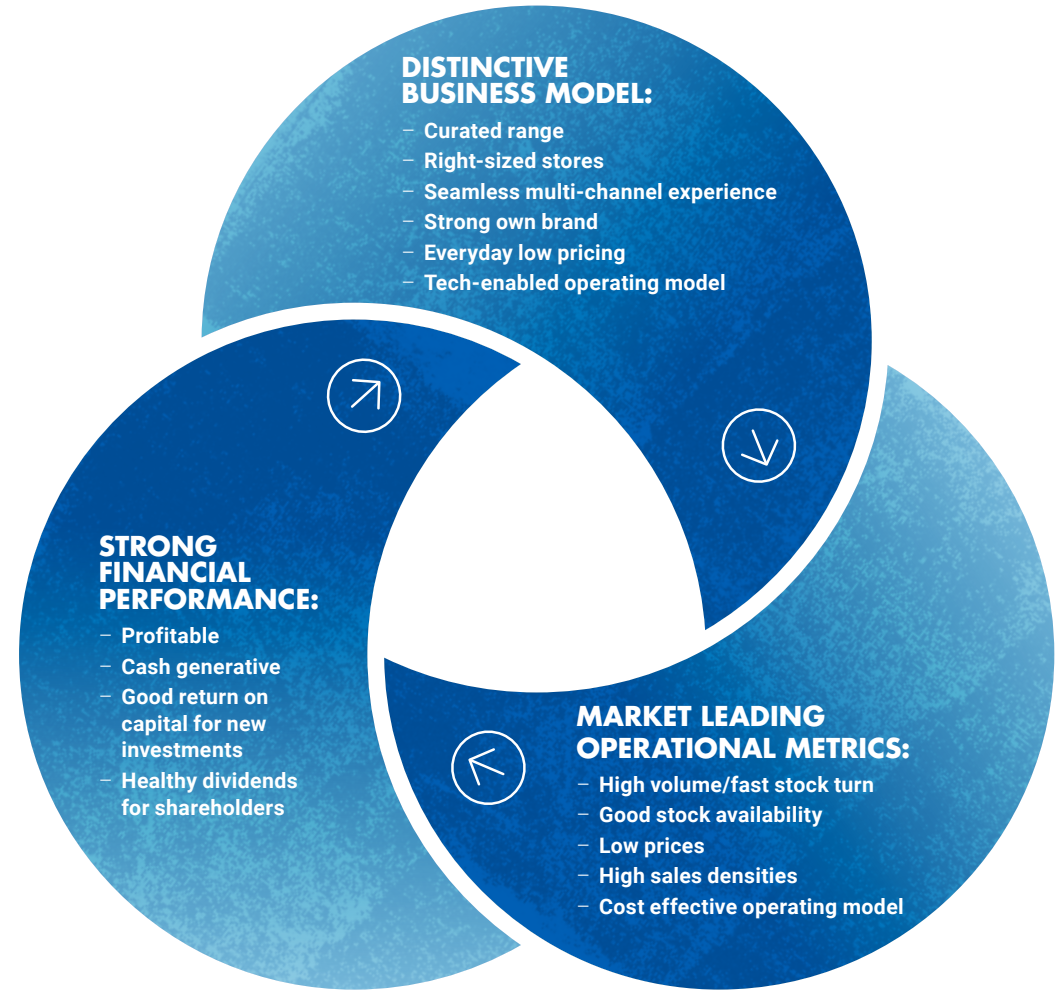 DISTINCTIVE
BUSINESS MODEL:
– Curated range
– Right-sized stores
– Seamless multi-channel experience
– Strong own brand
– Everyday low pricing
– Tech-enabled operating model
STRONG
FINANCIAL
PERFORMANCE:
– Profitable
– Cash generative
– Good return on
capital for new
investments
– Healthy dividends
for shareholders
MARKET LEADING
OPERATIONAL METRICS:
– High volume/fast stock turn
– Good stock availability
– Low prices
– High sales densities
– Cost effective operating model